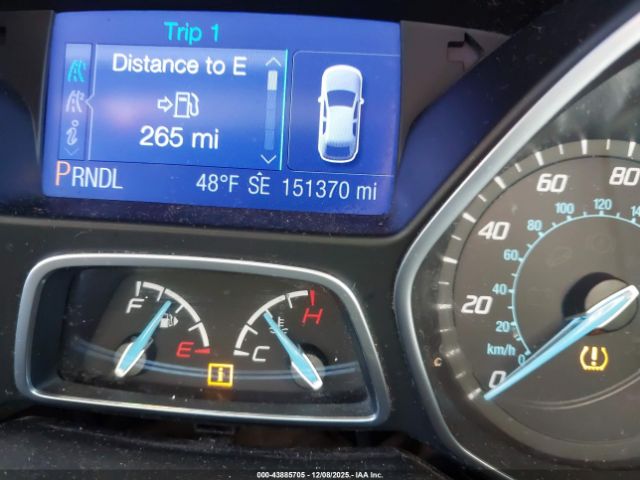 Trip 1
Distance to E
265 mi
PRNDL
48°F SE 151370 mi
F
E
C
H
i
0
20
40
60
80
km/h
0
20
40
60
80
100
120
000-43885705 12/08/2025. IAA Inc.